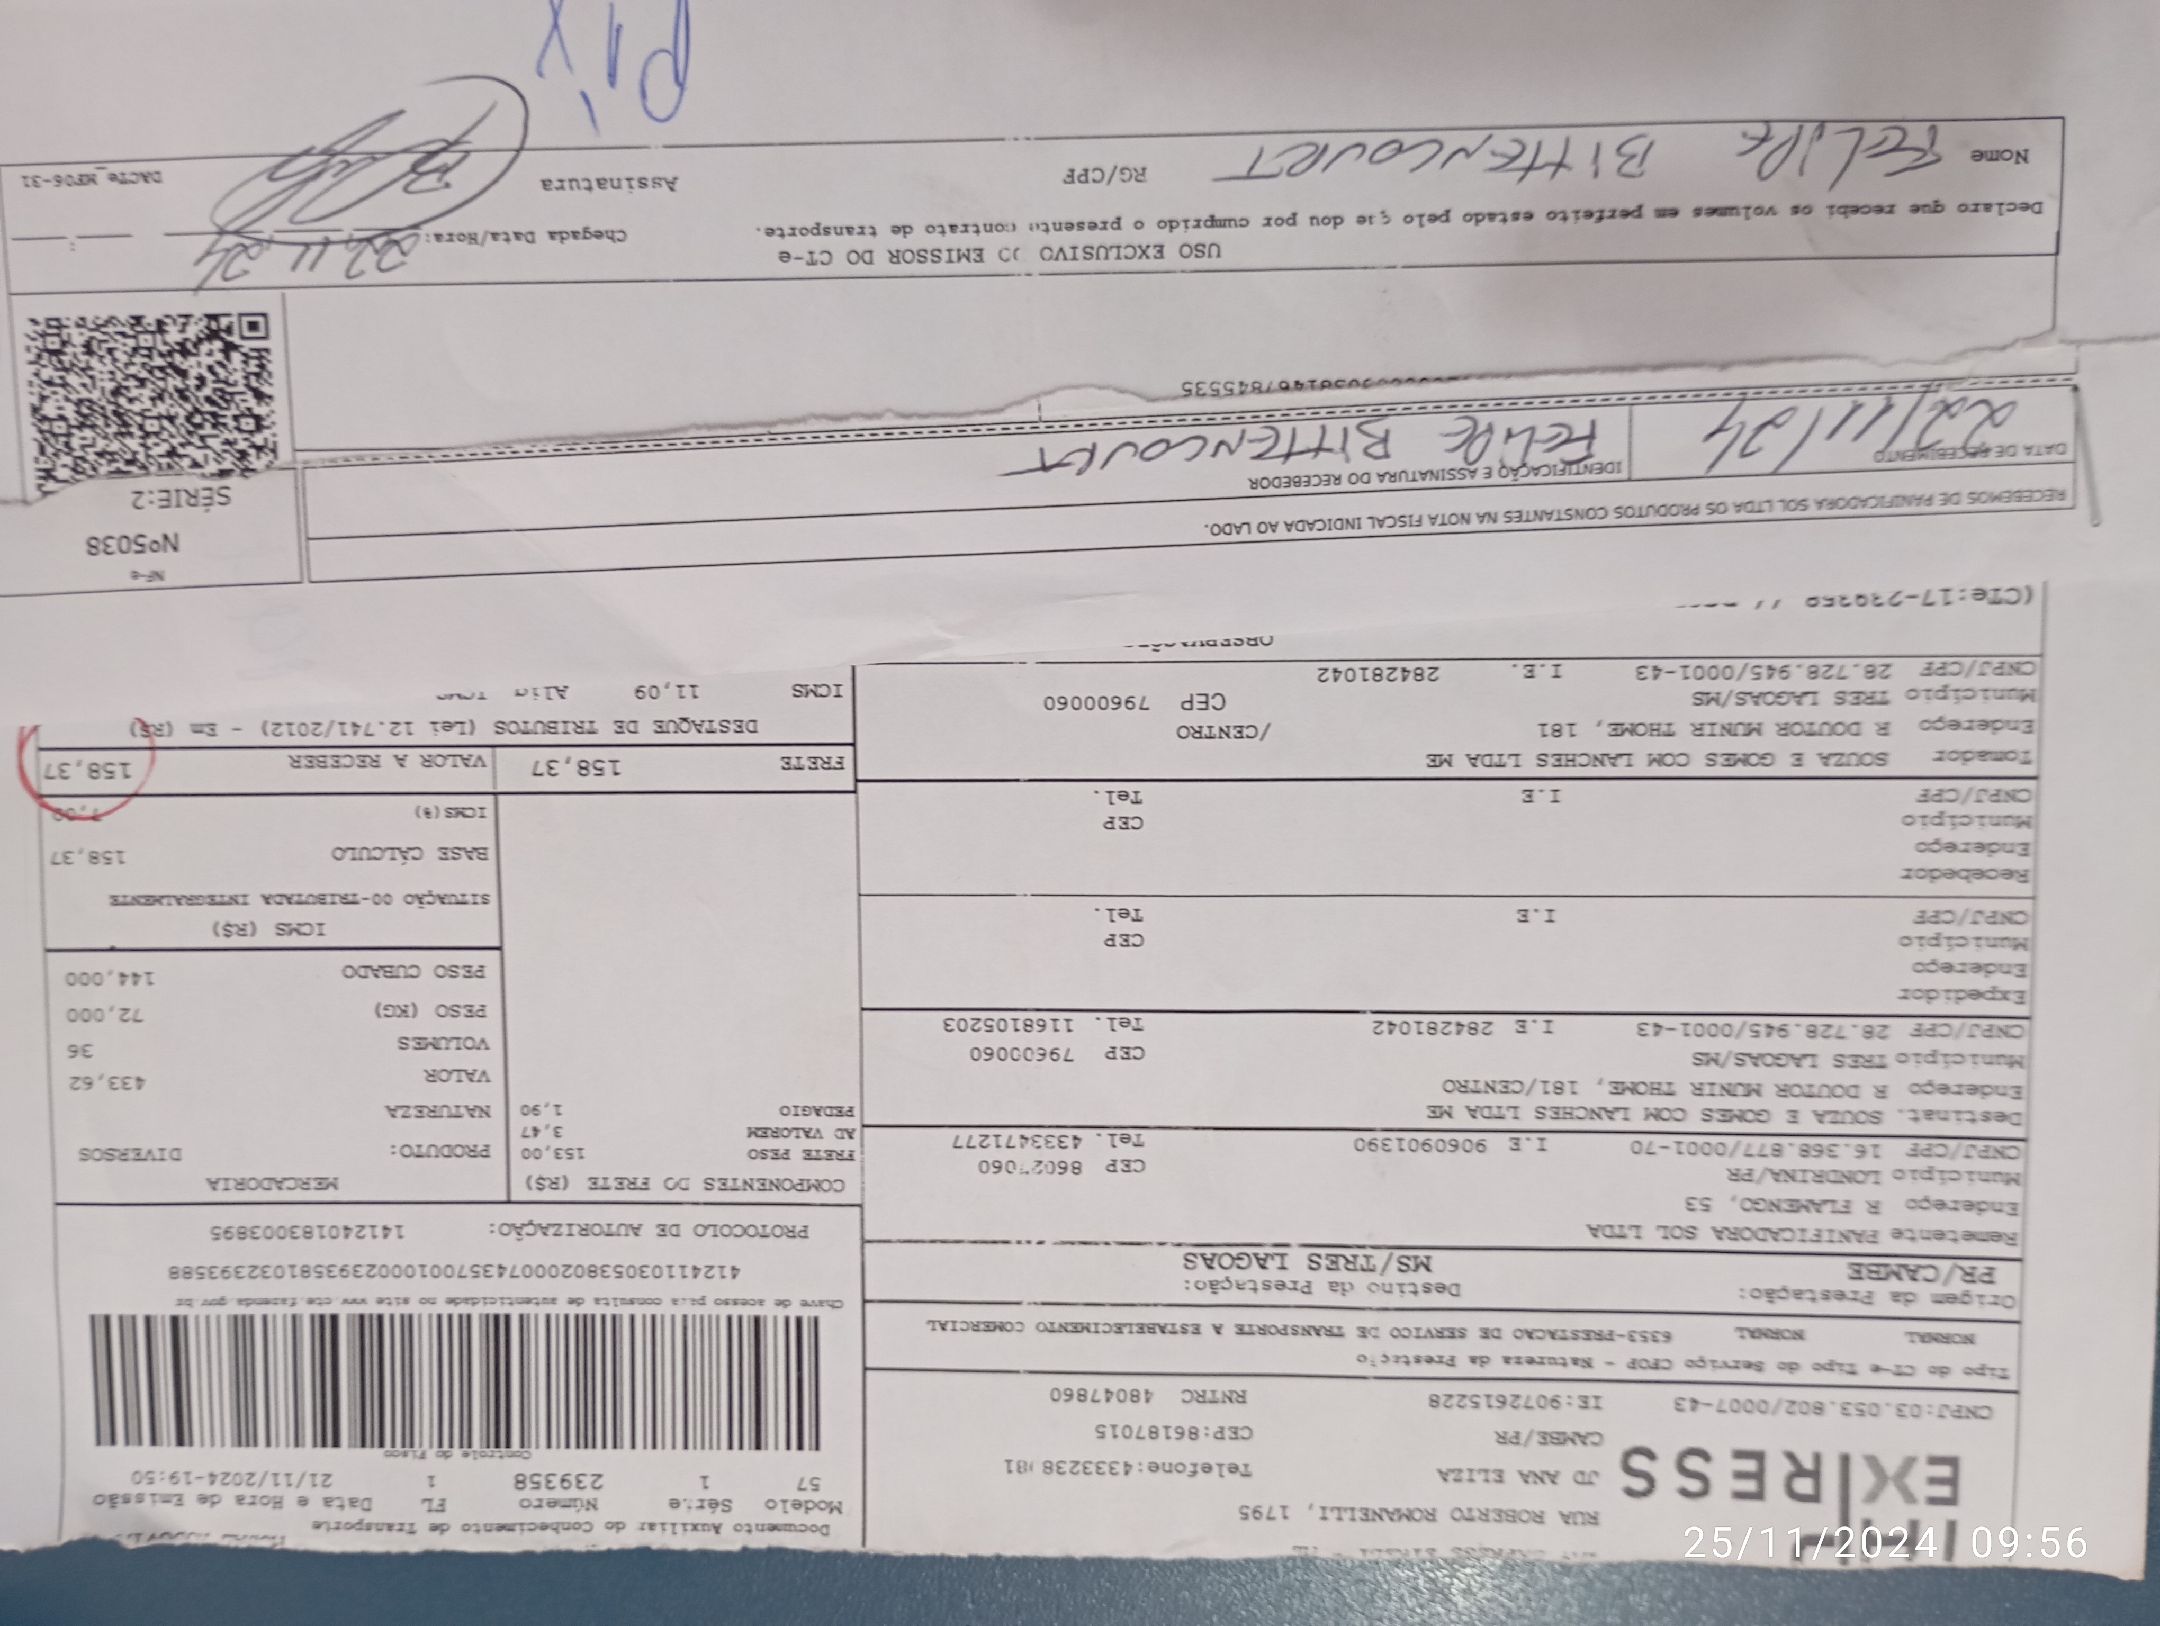 EXPRESS
RUA ROBERTO ROMANELLI, 1795
JD ANA ELIZA
CAMBE/PR
Telefone:4333238
CEP:86187015
CNPJ:03.053.802/0007-43 IE:9072615228 RNTRC 48047860
Documento Auxiliar do Conhecimento de Transporte
Modelo Série Número FL Data e Hora de Emissão
57 1 239358 1 21/11/2024-19:50
Controle do Fisco
Chave de acesso para consulta de autenticidade no site www.cte.fazenda.gov.br
PROTOCOLO DE AUTORIZAÇÃO: 141240183003895
Tipo do CT-e Tipo do Serviço CFOP - Natureza da Prestação
NORMAL NORMAL 6353-PRESTACAO DE SERVICO DE TRANSPORTE A ESTABELECIMENTO COMERCIAL
Origem da Prestação: Destino da Prestação:
PR/CAMBE MS/TRES LAGOAS
Remetente PANIFICADORA SOL LTDA
Endereço R FLAMENGO, 53
Município LONDRINA/PR CEP
CNPJ/CPF 16.368.877/0001-70 I.E 9060901390 Tel. 4333471277
Destinat. SOUZA E GOMES COM LANCHES LTDA ME
Endereço R DOUTOR MUNIR THOME, 181/CENTRO
Município TRES LAGOAS/MS CEP 79600060
CNPJ/CPF 28.728.945/0001-43 I.E 284281042 Tel. 1168105203
Expedidor
Endereço
Município CEP
CNPJ/CPF I.E Tel.
Recebedor
Endereço
Município CEP
CNPJ/CPF I.E Tel.
Tomador SOUZA E GOMES COM LANCHES LTDA ME
Endereço R DOUTOR MUNIR THOME, 181 /CENTRO
Município TRES LAGOAS/MS CEP 79600060
CNPJ/CPF 28.728.945/0001-43 I.E. 284281042
COMPONENTES DO FRETE (R$) MERCADORIA
FRETE PESO 153,00
AD VALOREM 3,47
PEDAGIO 1,90
PRODUTO: DIVERSOS
NATUREZA
VALOR 433,62
VOLUMES 36
PESO (KG) 72,000
PESO CUBADO 144,000
ICMS (R$)
SITUAÇÃO 00-TRIBUTADA INTEGRALMENTE
BASE CÁLCULO 158,37
ICMS(%) 7,00
FRETE 158,37 VALOR A RECEBER 158,37
DESTAQUE DE TRIBUTOS (Lei 12.741/2012) - Em (R$)
ICMS 11,09
(CTe:17-239358
RECEBEMOS DE PANIFICADORA SOL LTDA OS PRODUTOS CONSTANTES NA NOTA FISCAL INDICADA AO LADO.
DATA DE RECEBIMENTO IDENTIFICAÇÃO E ASSINATURA DO RECEBEDOR
22/11/24 FELIPE BITTENCOURT
NF-e
Nº5038
SÉRIE:2
USO EXCLUSIVO DO EMISSOR DO CT-e
Declaro que recebi os volumes em perfeito estado pelo que dou por cumprido o presente contrato de transporte.
Chegada Data/Hora: 22 11 24
Nome FELIPE BITTENCOURT RG/CPF Assinatura
DACTe_MF06-31
Pix
25/11/2024 09:56